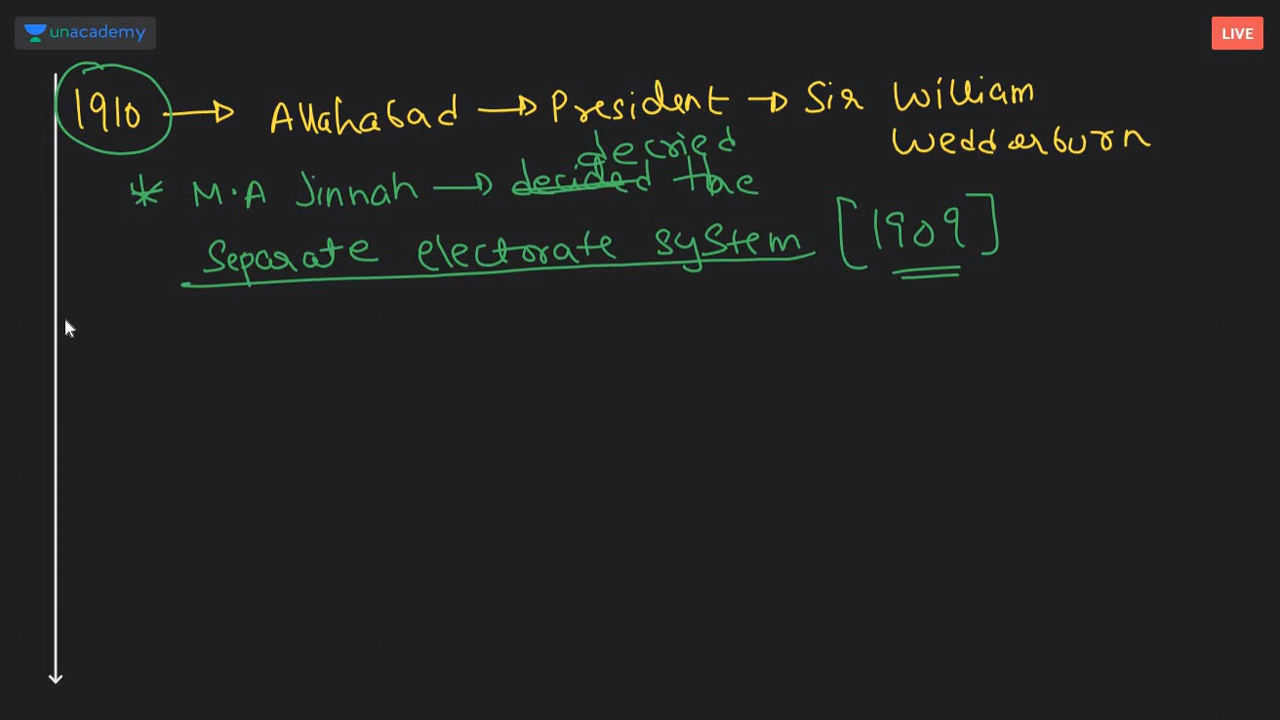 unacademy
LIVE
1910 → Allahabad → President → Sir William
Wedderburn
decried
* M.A Jinnah → decided the
Separate electorate system [1909]